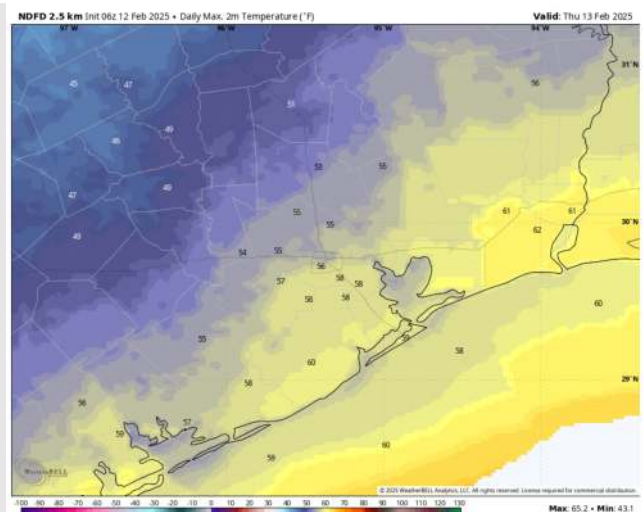 NDFD 2.5 km Init 06z 12 Feb 2025 • Daily Max. 2m Temperature (°F)
Valid: Thu 13 Feb 2025
97°W 96°W 95°W 94°W
31°N
56
45 47
51
48 49
53 55
47 49
55 61 61
49 55 62
30°N
54 55
56
57 58 58
58 58
60
55 58
60
29°N
58
56
59 57
60
59
WeatherBELL
© 2025 WeatherBELL Analytics, LLC. All rights reserved. License required for commercial distribution.
-100 -90 -80 -70 -60 -50 -40 -30 -20 -10 0 10 20 30 40 50 60 70 80 90 100 110 120 130
Max: 65.2 • Min: 43.1